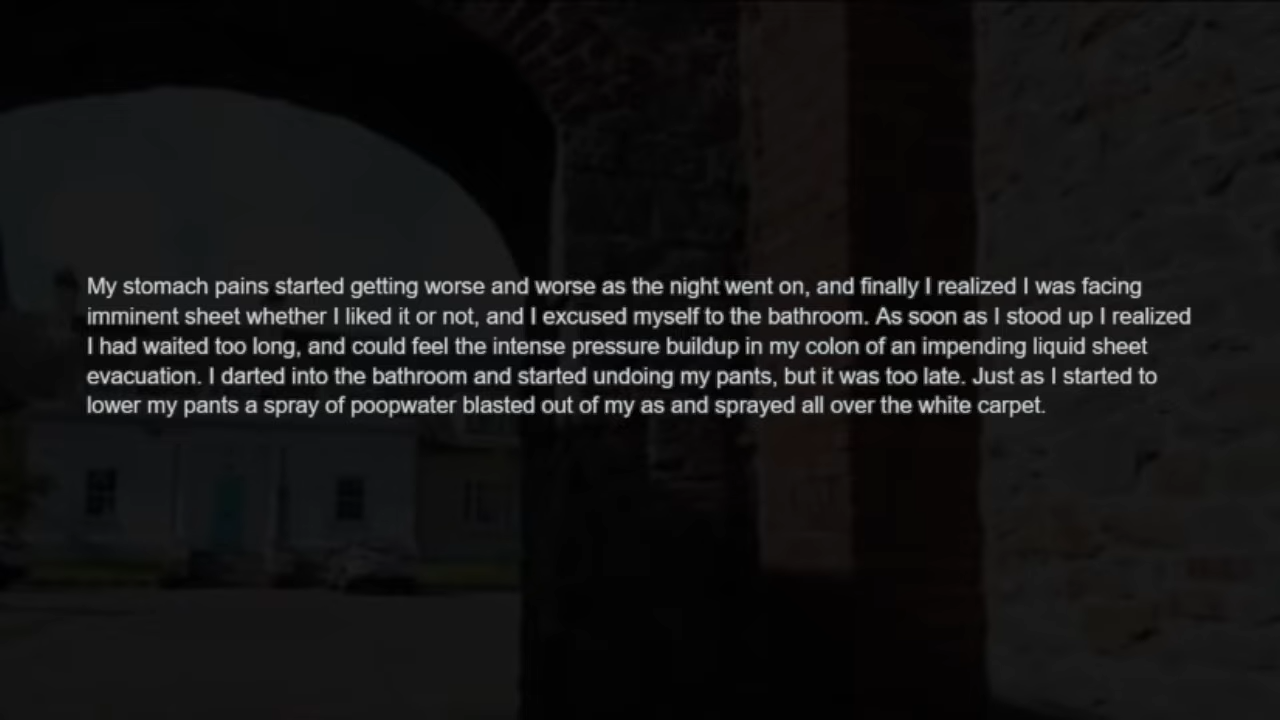 My stomach pains started getting worse and worse as the night went on, and finally I realized I was facing
imminent sheet whether I liked it or not, and I excused myself to the bathroom. As soon as I stood up I realized
I had waited too long, and could feel the intense pressure buildup in my colon of an impending liquid sheet
evacuation. I darted into the bathroom and started undoing my pants, but it was too late. Just as I started to
lower my pants a spray of poopwater blasted out of my as and sprayed all over the white carpet.